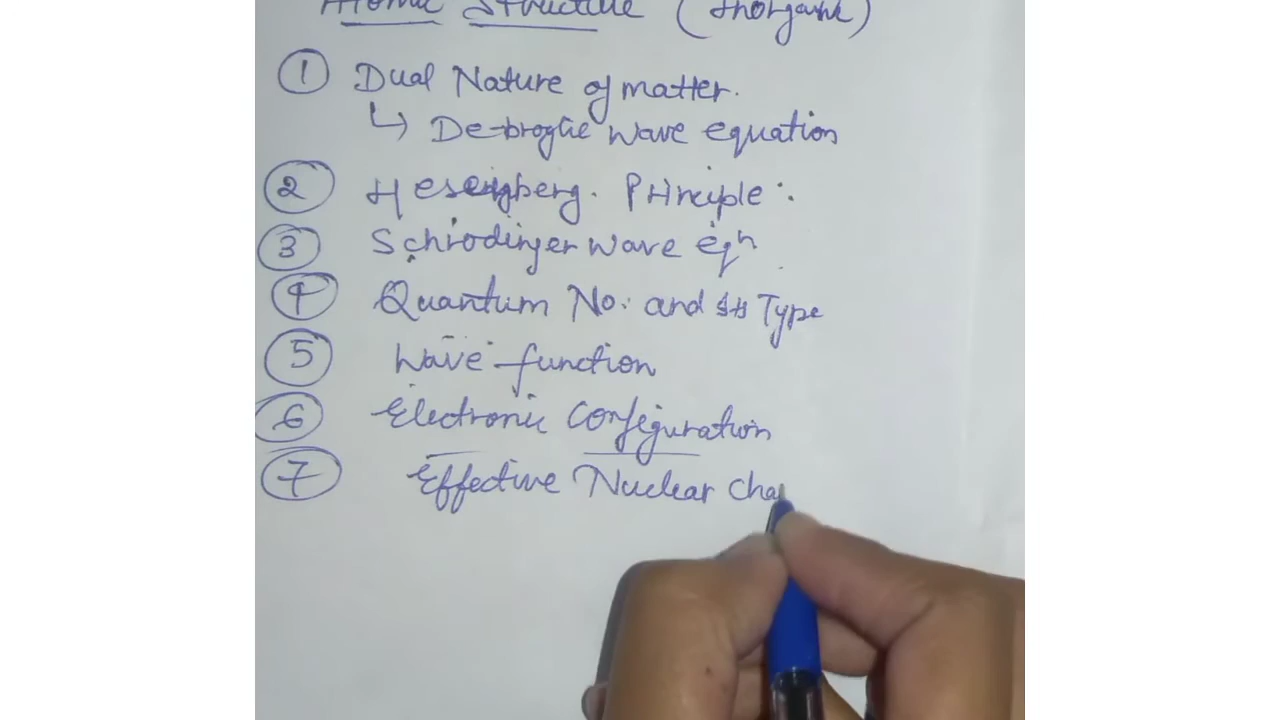 Atomic Structure (Inorganic)
① Dual Nature of matter.
↳ De-broglie wave equation
② Hesengberg. Principle :
③ Schrodinger wave eqn
④ Quantum No. and its Type
⑤ Wave function
⑥ Electronic Configuration
⑦ Effective Nuclear Cha